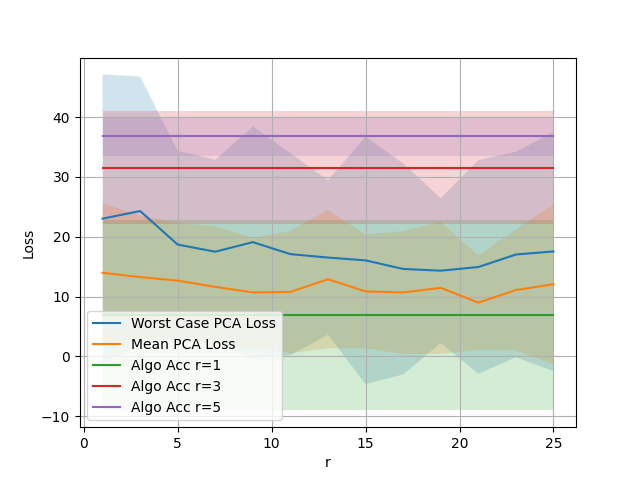 Loss
40
30
20
10
0
−10
Worst Case PCA Loss
Mean PCA Loss
Algo Acc r=1
Algo Acc r=3
Algo Acc r=5
0 5 10 15 20 25
r